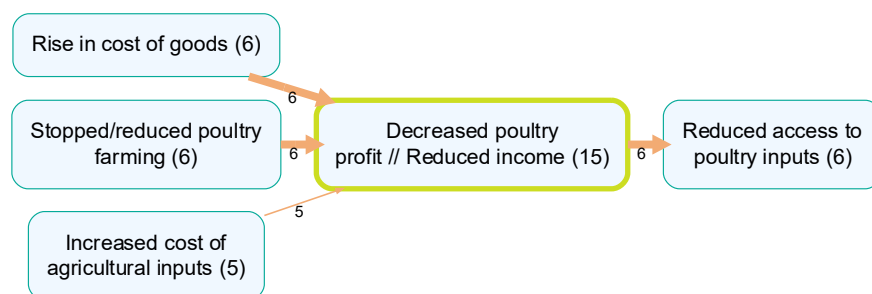 Rise in cost of goods (6)
6
Stopped/reduced poultry
farming (6)
6
Decreased poultry
profit // Reduced income (15)
6
Reduced access to
poultry inputs (6)
5
Increased cost of
agricultural inputs (5)